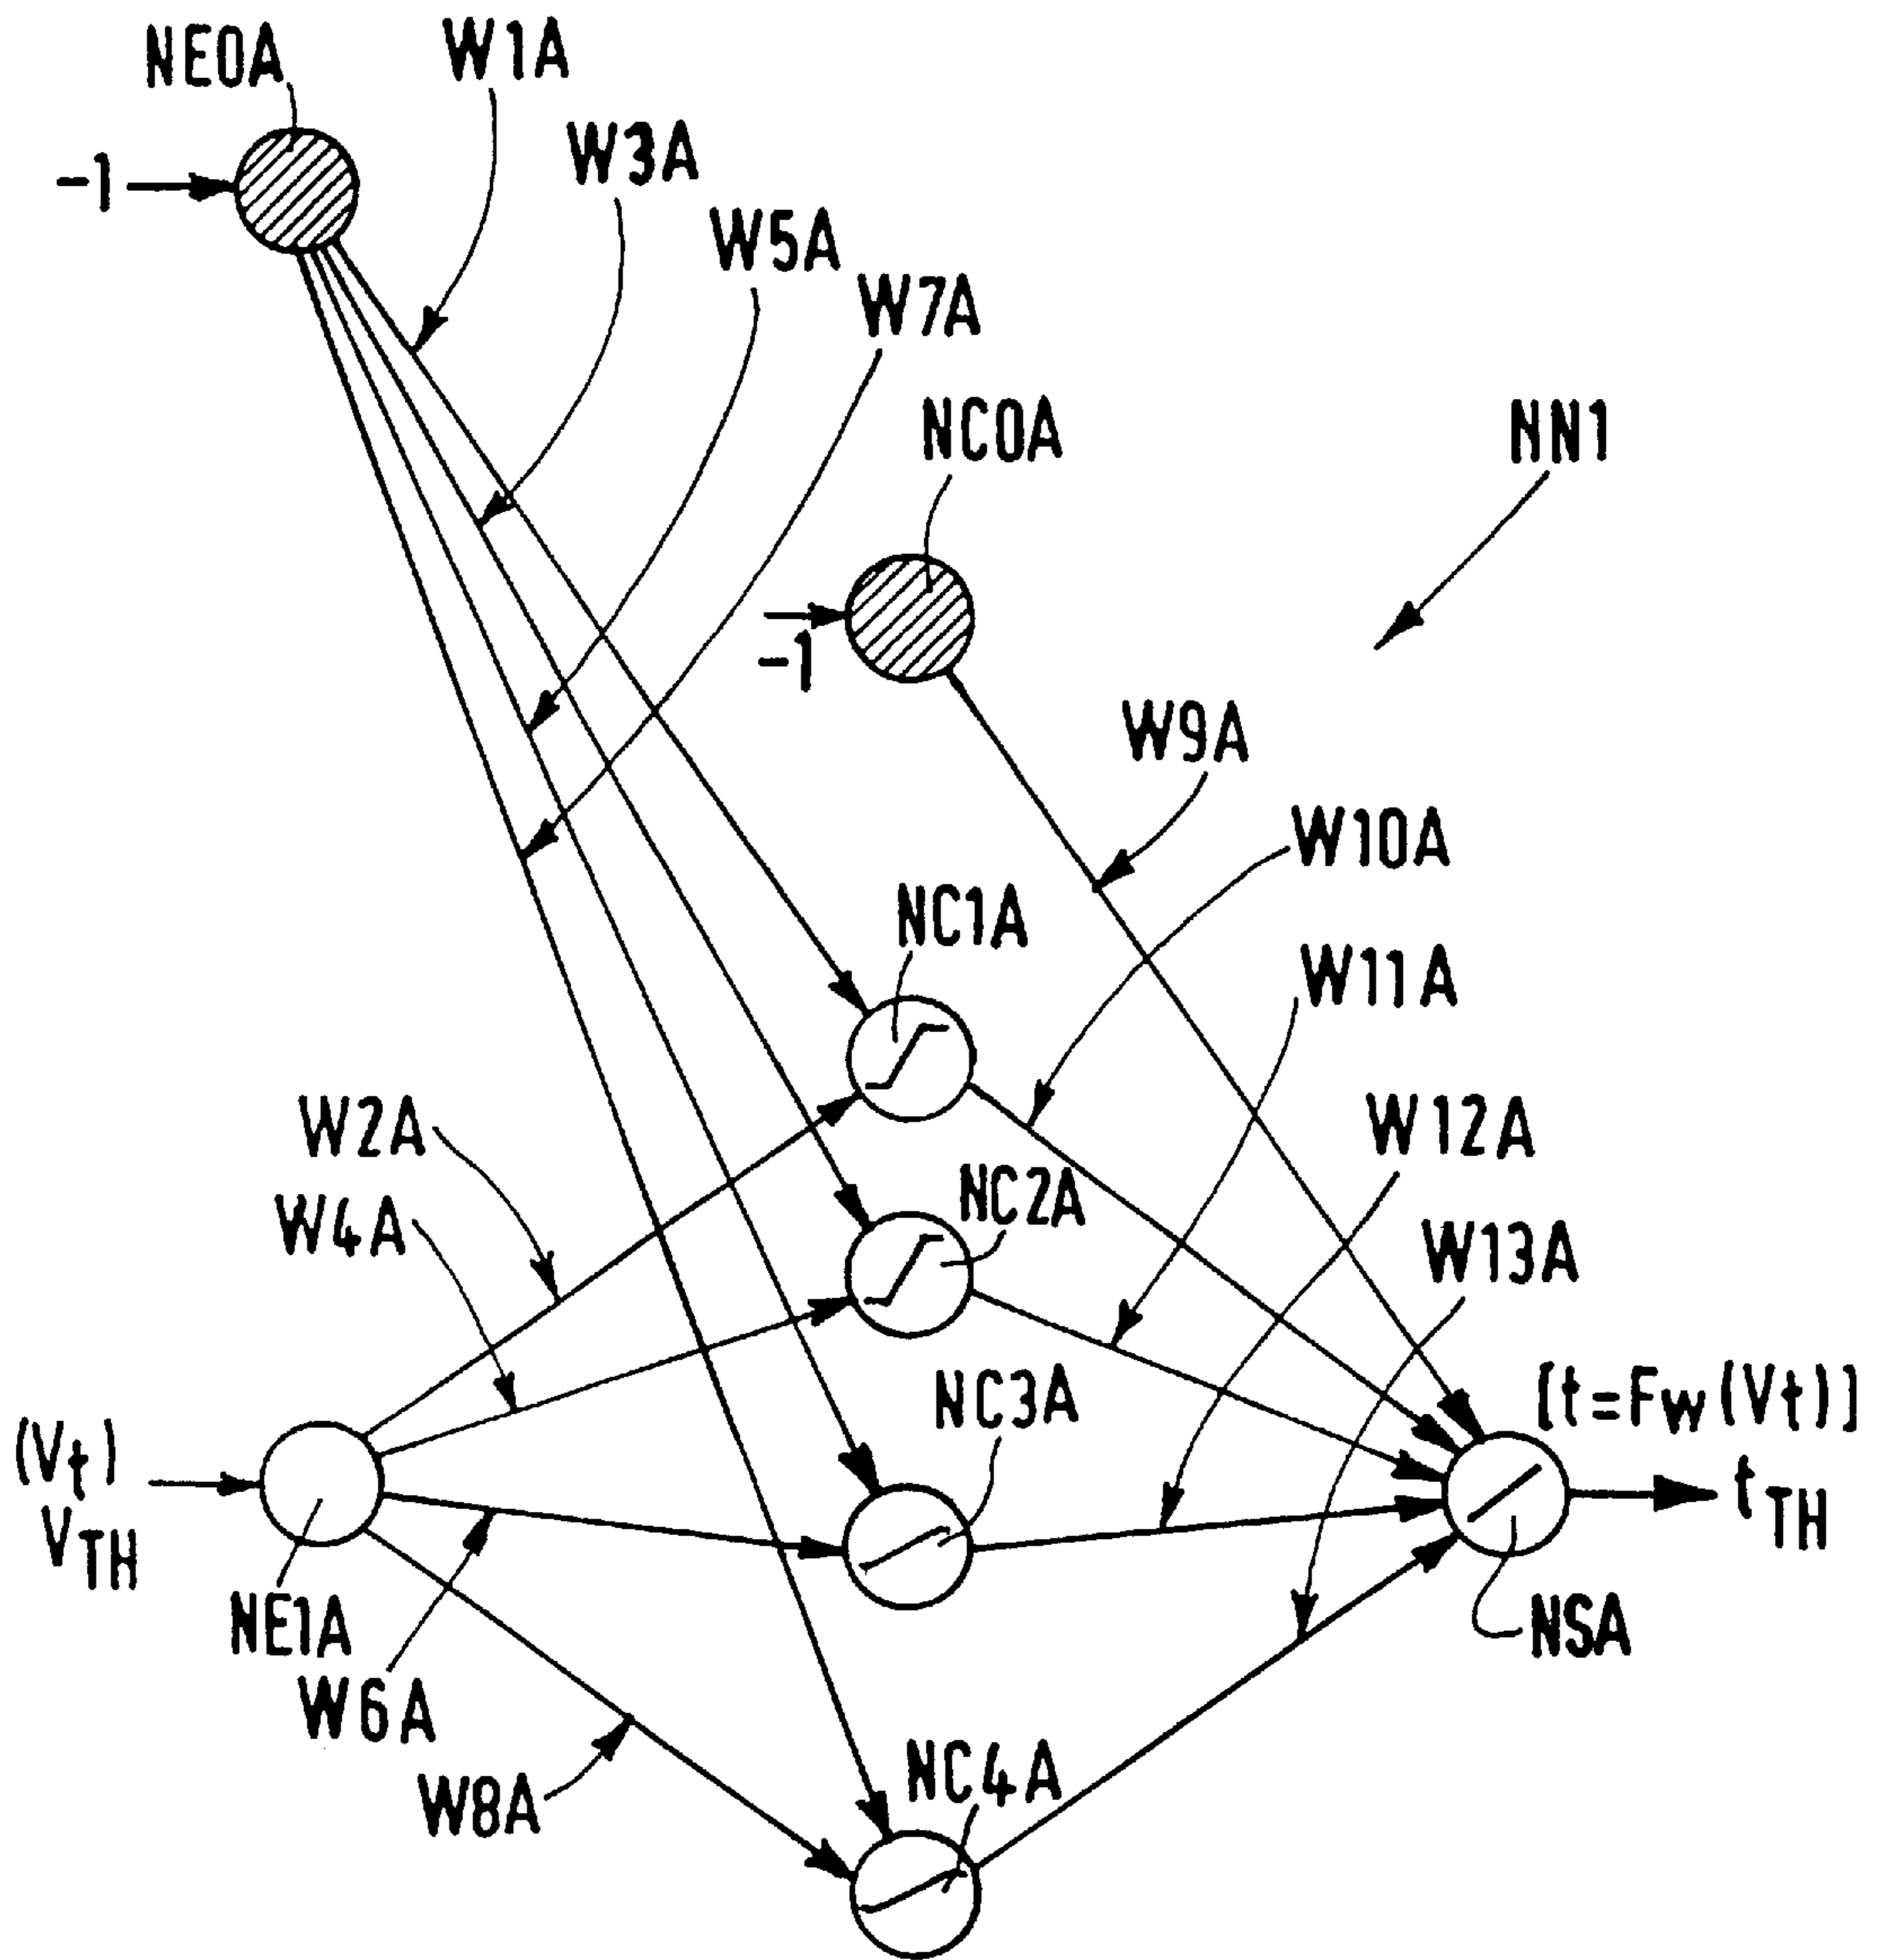 NE0A
W1A
-1
W3A
W5A
W7A
NC0A
NN1
-1
W9A
W10A
NC1A
W11A
W2A
W12A
NC2A
W4A
W13A
NC3A
[t=Fw(Vt)]
(Vt)
VTH
tTH
NE1A
NSA
W6A
NC4A
W8A